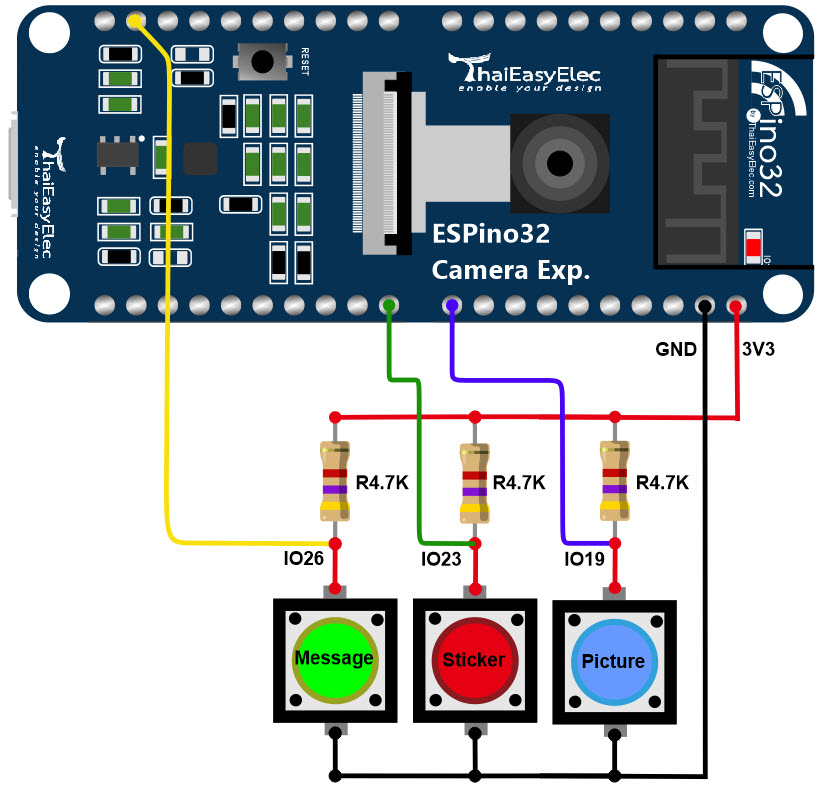 RESET
ThaiEasyElec
enable your design
ESPino32
by ThaiEasyElec.com
ThaiEasyElec
enable your design
ESPino32
Camera Exp.
GND
3V3
R4.7K
R4.7K
R4.7K
IO26
IO23
IO19
Message
Sticker
Picture